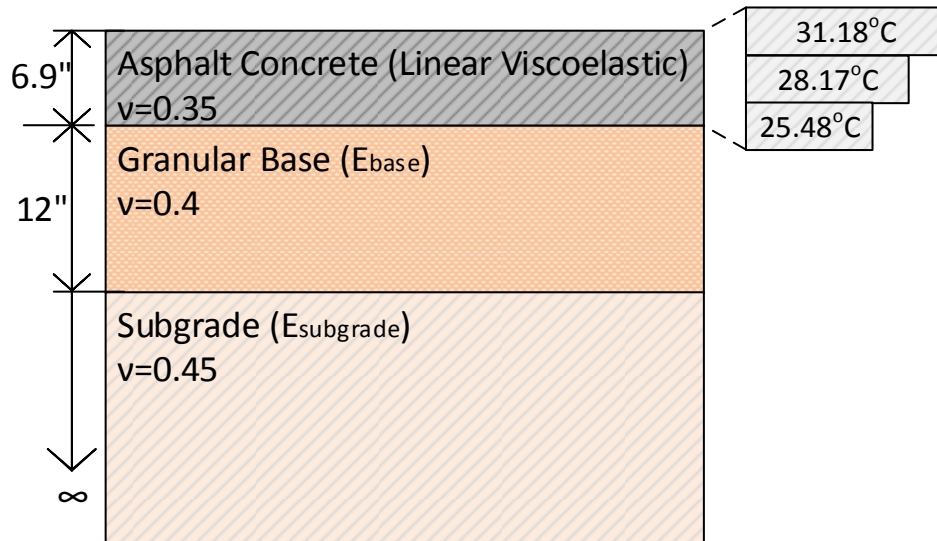 6.9"
Asphalt Concrete (Linear Viscoelastic)
ν=0.35
31.18°C
28.17°C
25.48°C
12"
Granular Base (Ebase)
ν=0.4
Subgrade (Esubgrade)
ν=0.45
∞